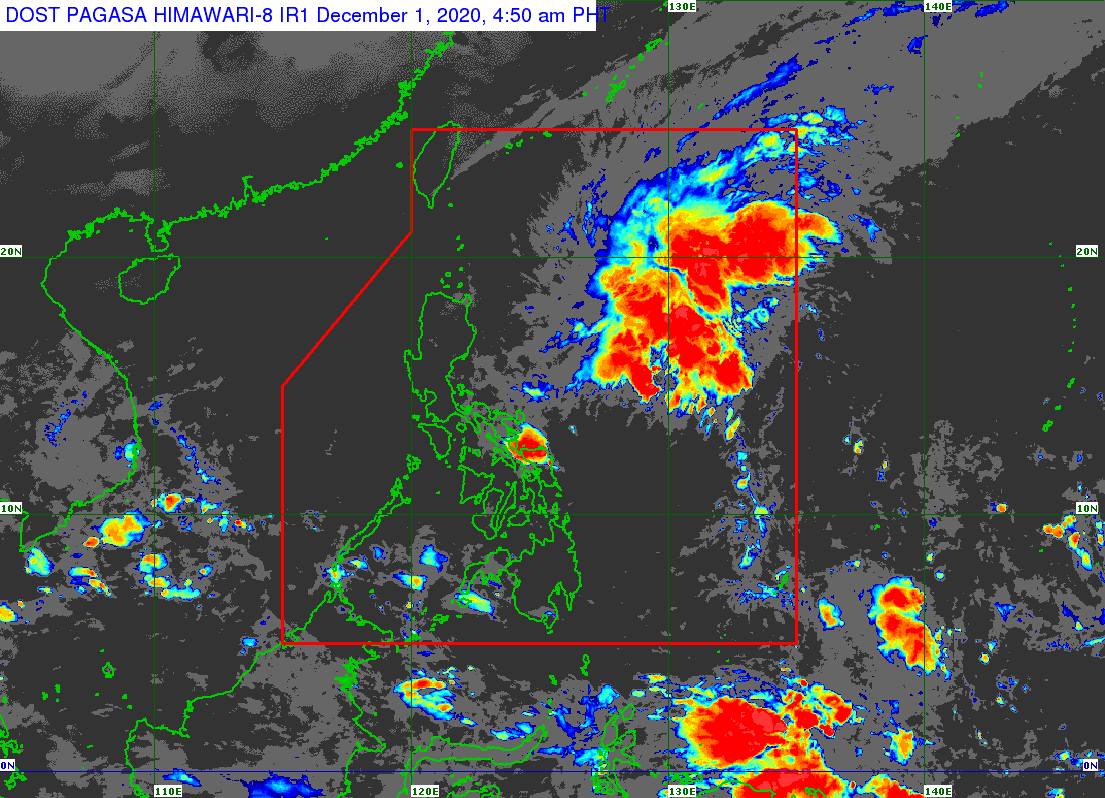 DOST PAGASA HIMAWARI-8 IR1 December 1, 2020, 4:50 am PHT
130E
140E
20N
20N
10N
10N
0N
0N
110E
120E
130E
140E